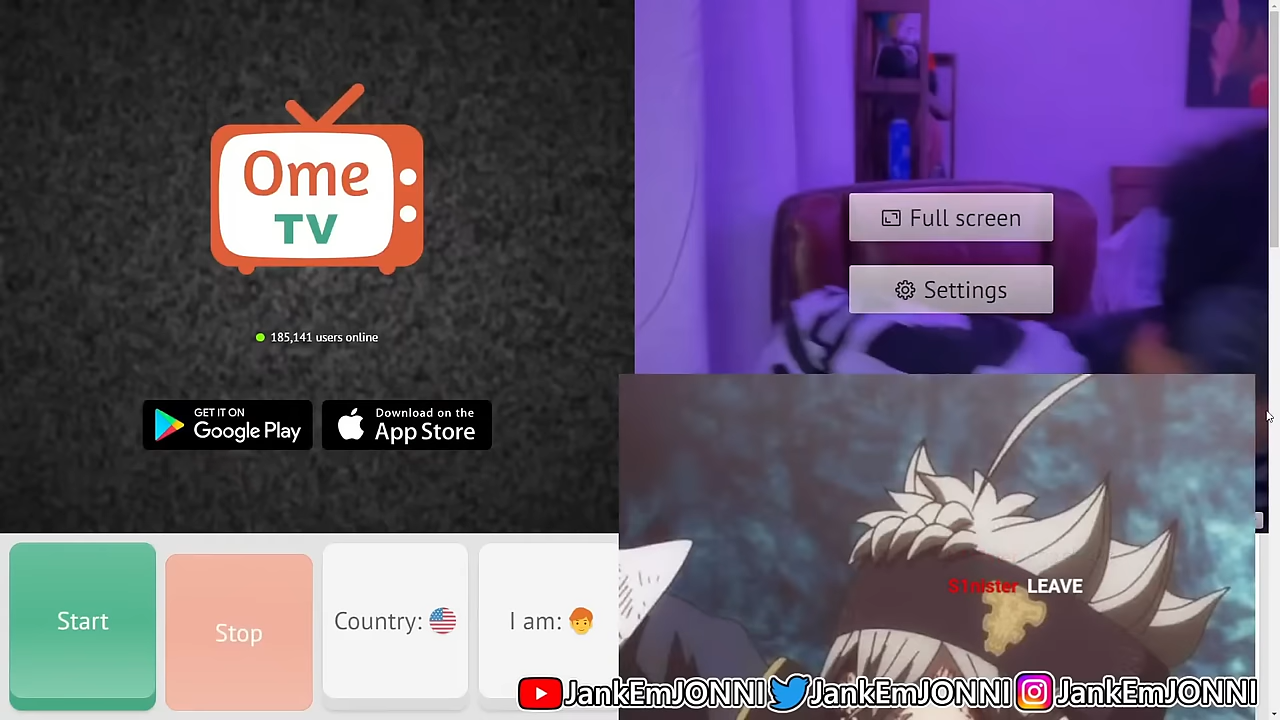 Ome
TV
185,141 users online
GET IT ON
Google Play
Download on the
App Store
Full screen
Settings
Start
Stop
Country:
I am:
S1nister LEAVE
JankEmJONNI JankEmJONNI JankEmJONNI